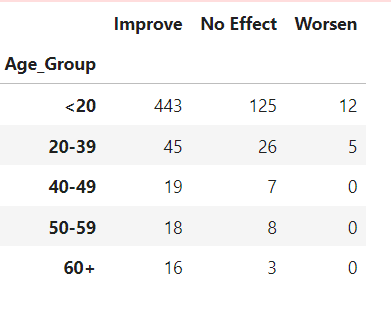 Improve No Effect Worsen
Age_Group
<20 443 125 12
20-39 45 26 5
40-49 19 7 0
50-59 18 8 0
60+ 16 3 0